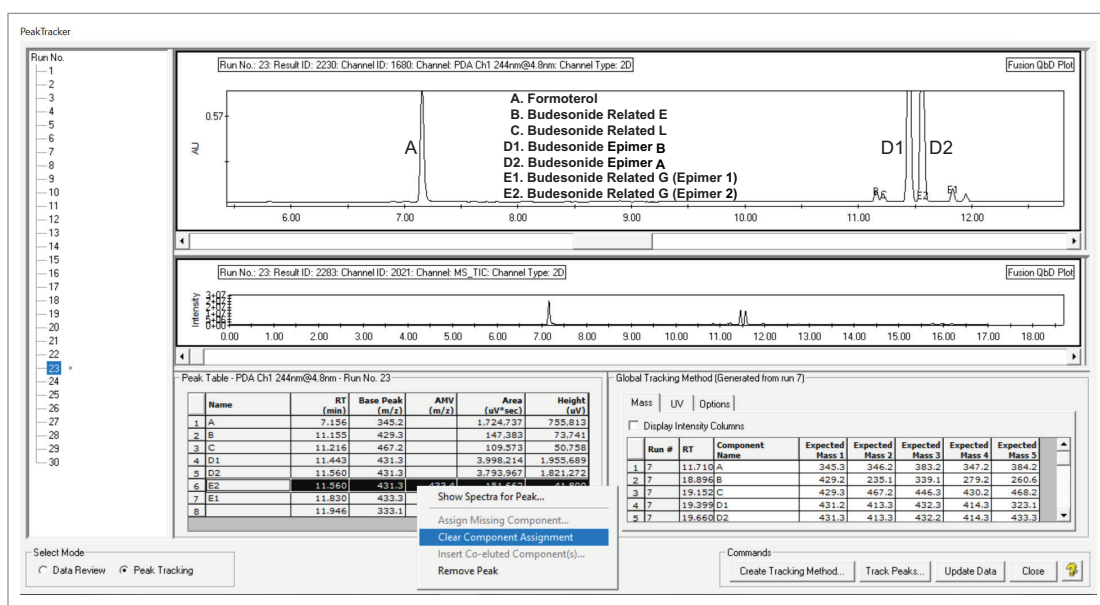 PeakTracker
Run No.
1
2
3
4
5
6
7
8
9
10
11
12
13
14
15
16
17
18
19
20
21
22
23 *
24
25
26
27
28
29
30
Run No.: 23: Result ID: 2230: Channel ID: 1680: Channel: PDA Ch1 244nm@4.8nm: Channel Type: 2D
Fusion QbD Plot
A. Formoterol
B. Budesonide Related E
C. Budesonide Related L
D1. Budesonide Epimer B
D2. Budesonide Epimer A
E1. Budesonide Related G (Epimer 1)
E2. Budesonide Related G (Epimer 2)
0.57
AU
A
D1
D2
B
C
E2
E1
6.00 7.00 8.00 9.00 10.00 11.00 12.00
Run No.: 23: Result ID: 2283: Channel ID: 2021: Channel: MS_TIC: Channel Type: 2D
Fusion QbD Plot
Intensity
3+07
0+00
0.00 1.00 2.00 3.00 4.00 5.00 6.00 7.00 8.00 9.00 10.00 11.00 12.00 13.00 14.00 15.00 16.00 17.00 18.00
Peak Table - PDA Ch1 244nm@4.8nm - Run No. 23
Name RT (min) Base Peak (m/z) AMV (m/z) Area (uV*sec) Height (uV)
1 A 7.156 345.2 1,724,737 755,813
2 B 11.155 429.3 147,383 73,741
3 C 11.216 467.2 109,573 50,758
4 D1 11.443 431.3 3,998,214 1,955,689
5 D2 11.560 431.3 3,793,967 1,821,272
6 E2 11.560 431.3 433.4 151,662 41,800
7 E1 11.830 433.3
8 11.946 333.1
Show Spectra for Peak...
Assign Missing Component...
Clear Component Assignment
Insert Co-eluted Component(s)...
Remove Peak
Global Tracking Method (Generated from run 7)
Mass UV Options
Display Intensity Columns
Run # RT Component Name Expected Mass 1 Expected Mass 2 Expected Mass 3 Expected Mass 4 Expected Mass 5
1 7 11.710 A 345.3 346.2 383.2 347.2 384.2
2 7 18.896 B 429.2 235.1 339.1 279.2 260.6
3 7 19.152 C 429.3 467.2 446.3 430.2 468.2
4 7 19.399 D1 431.2 413.3 432.3 414.3 323.1
5 7 19.660 D2 431.3 413.3 432.2 414.3 433.3
Select Mode
Data Review Peak Tracking
Commands
Create Tracking Method... Track Peaks... Update Data Close ?